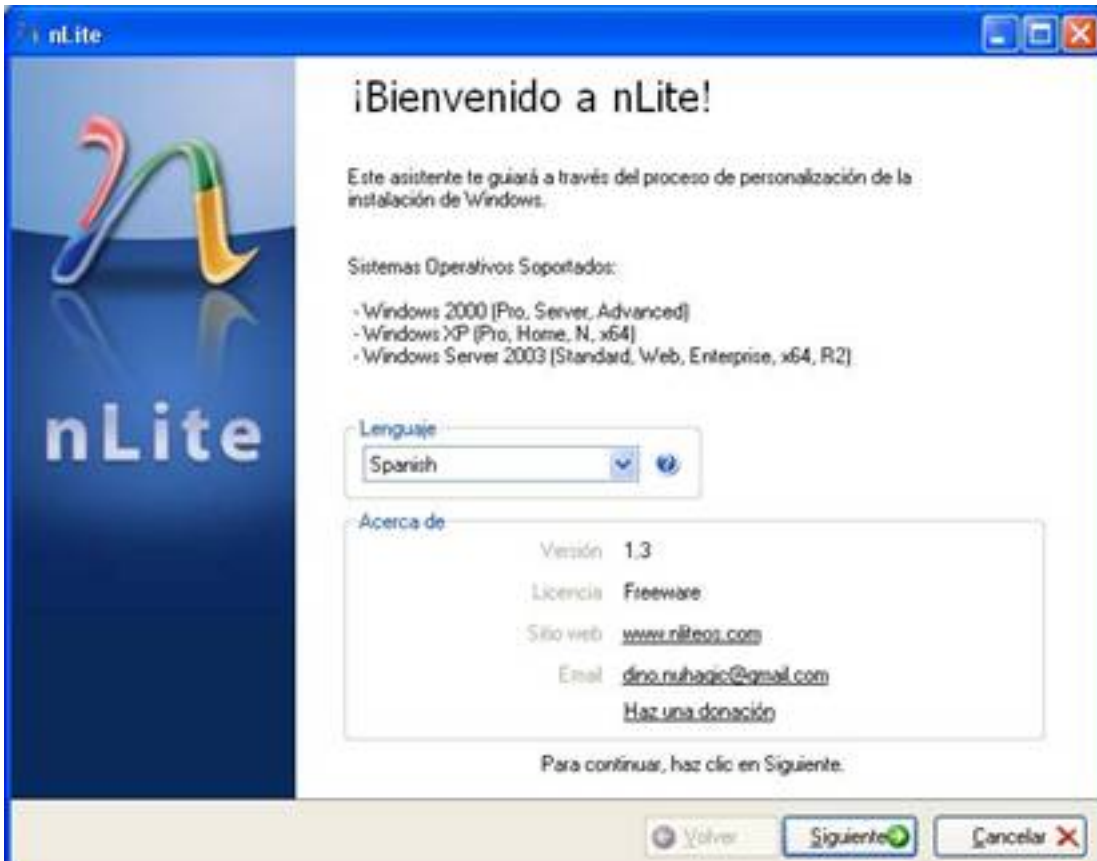 nLite
¡Bienvenido a nLite!
Este asistente te guiará a través del proceso de personalización de la
instalación de Windows.
Sistemas Operativos Soportados:
- Windows 2000 (Pro, Server, Advanced)
- Windows XP (Pro, Home, N, x64)
- Windows Server 2003 (Standard, Web, Enterprise, x64, R2)
nLite
Lenguaje
Spanish
Acerca de
Versión 1.3
Licencia Freeware
Sitio web www.nliteos.com
Email dino.nuhagic@gmail.com
Haz una donación
Para continuar, haz clic en Siguiente.
Volver Siguiente Cancelar